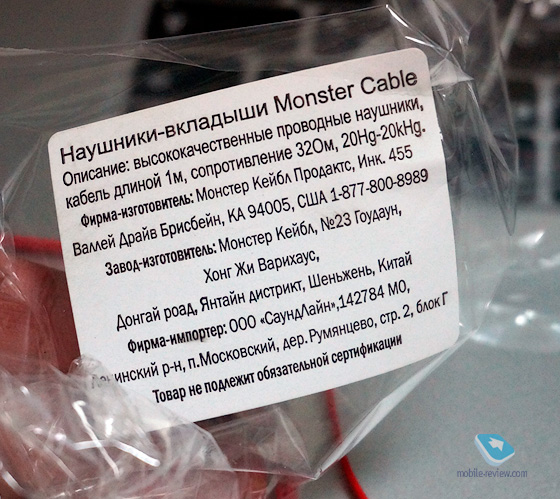 Наушники-вкладыши Monster Cable
Описание: высококачественные проводные наушники,
кабель длиной 1м, сопротивление 32Ом, 20Hg-20kHg.
Фирма-изготовитель: Монстер Кейбл Продактс, Инк. 455
Валлей Драйв Брисбейн, КА 94005, США 1-877-800-8989
Завод-изготовитель: Монстер Кейбл, №23 Гоудаун,
Хонг Жи Варихаус,
Донгай роад, Янтайн дистрикт, Шеньжень, Китай
Фирма-импортер: ООО «СаундЛайн»,142784 МО,
р-н, п.Московский, дер.Румянцево, стр. 2, блок Г
Товар не подлежит обязательной сертификации
mobile-review.com